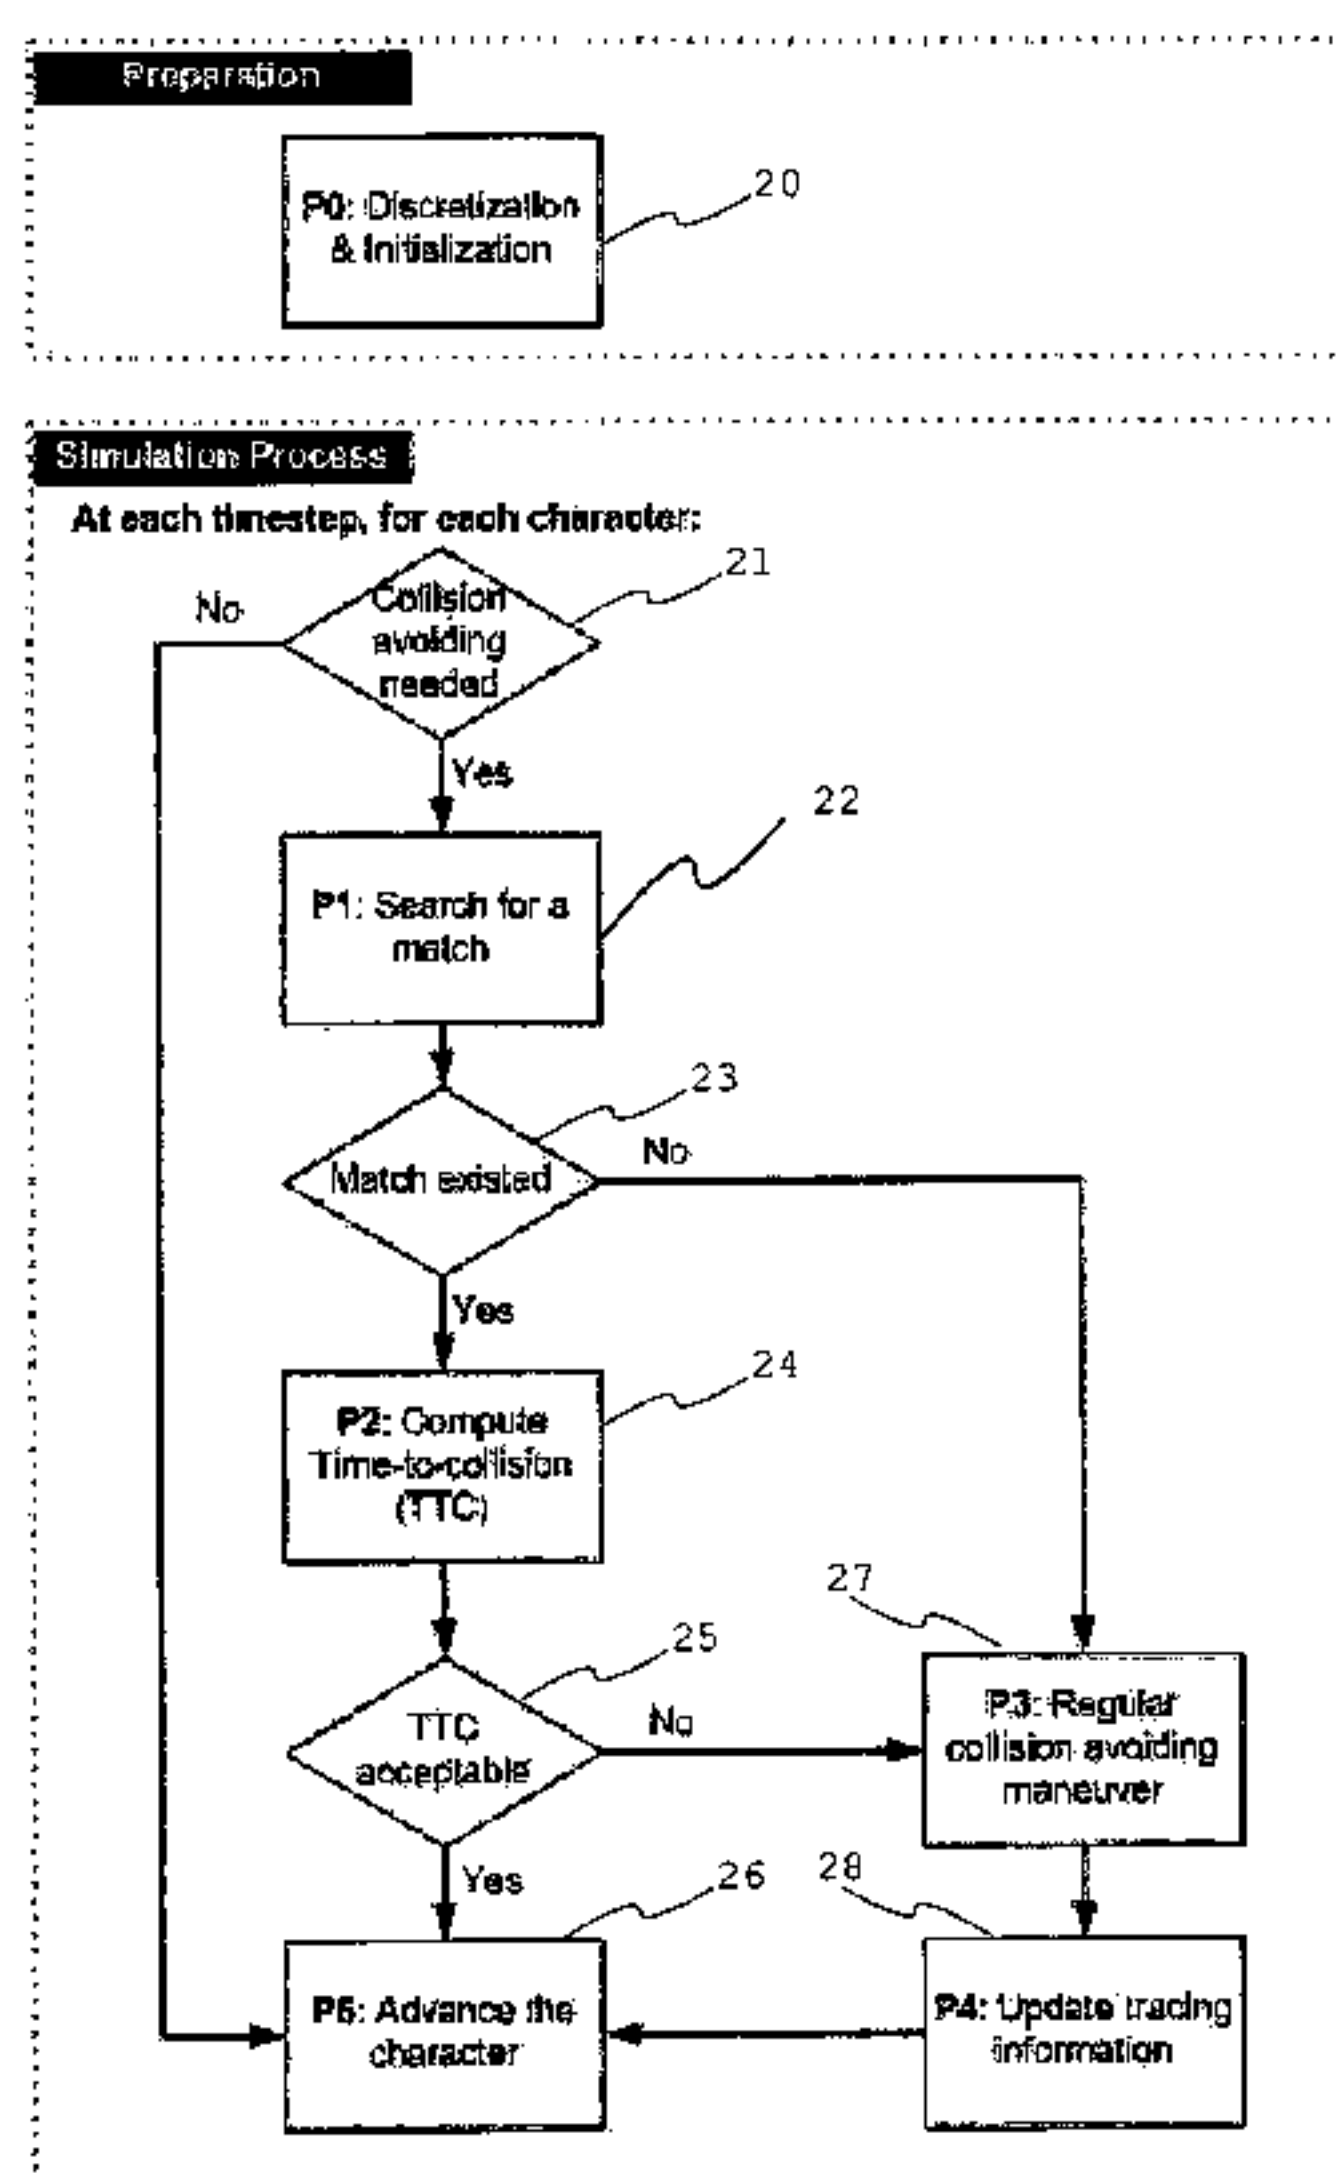 Preparation
P0: Discretization
& Initialization
20
Simulation Process
At each timestep, for each character:
21
No
Collision
avoiding
needed
Yes
22
P1: Search for a
match
23
No
Match existed
Yes
24
P2: Compute
Time-to-collision
(TTC)
27
25
No
TTC
acceptable
P3: Regular
collision avoiding
maneuver
Yes
26
28
P5: Advance the
character
P4: Update tracing
information